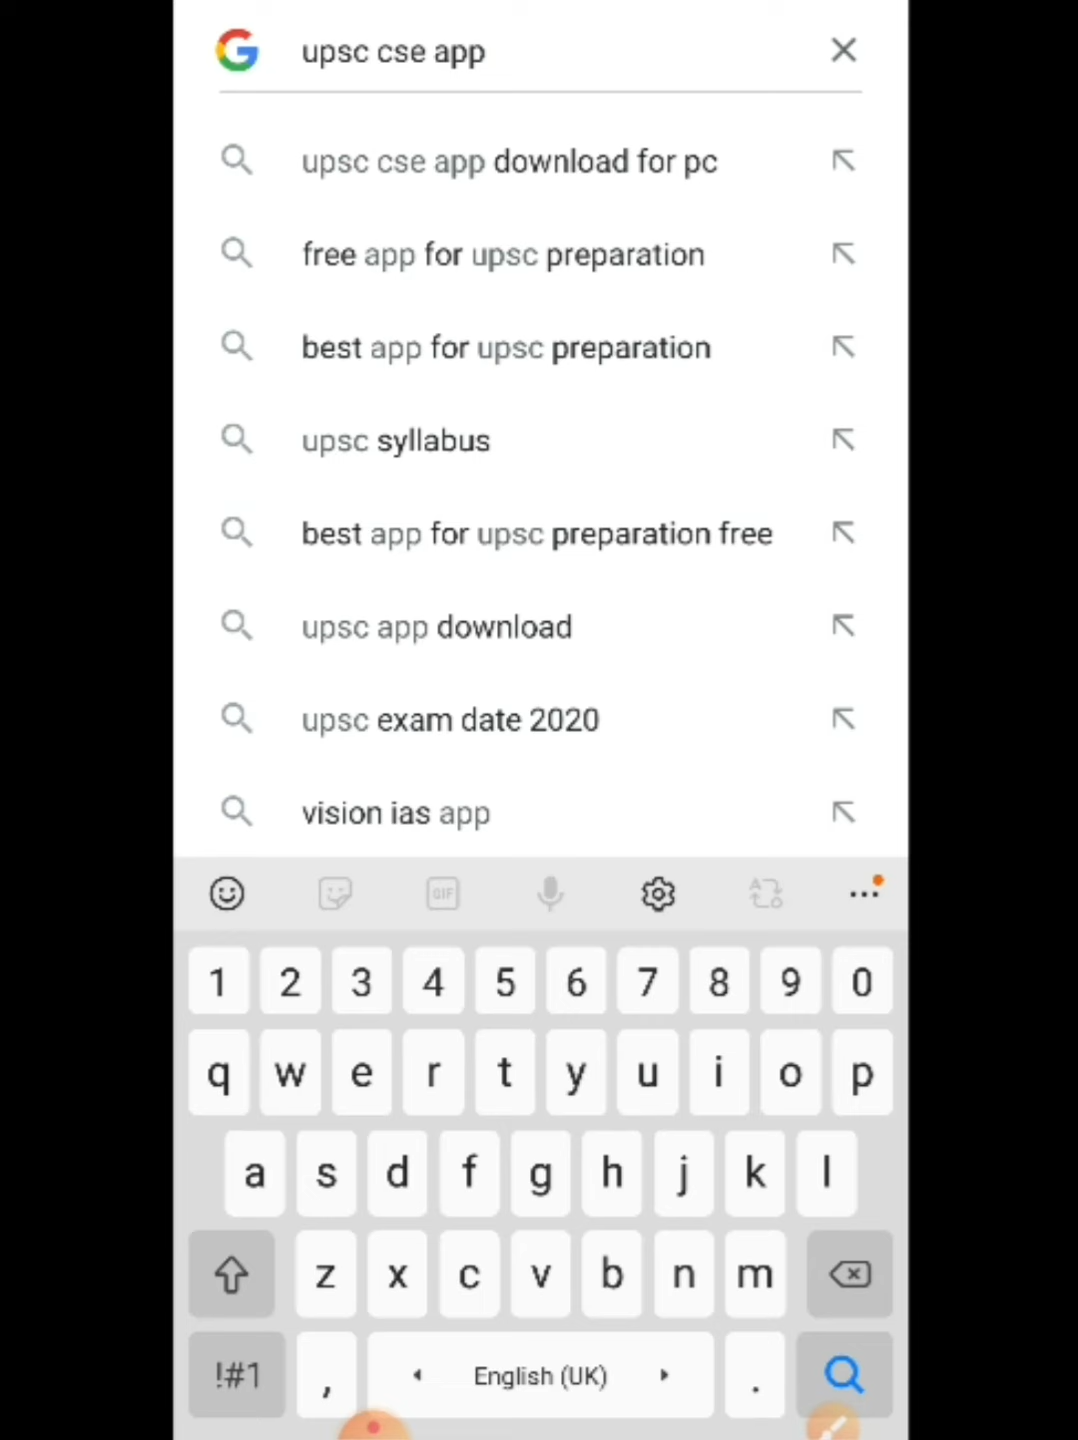 upsc cse app
upsc cse app download for pc
free app for upsc preparation
best app for upsc preparation
upsc syllabus
best app for upsc preparation free
upsc app download
upsc exam date 2020
vision ias app
GIF
1 2 3 4 5 6 7 8 9 0
q w e r t y u i o p
a s d f g h j k l
z x c v b n m
!#1 , English (UK) .